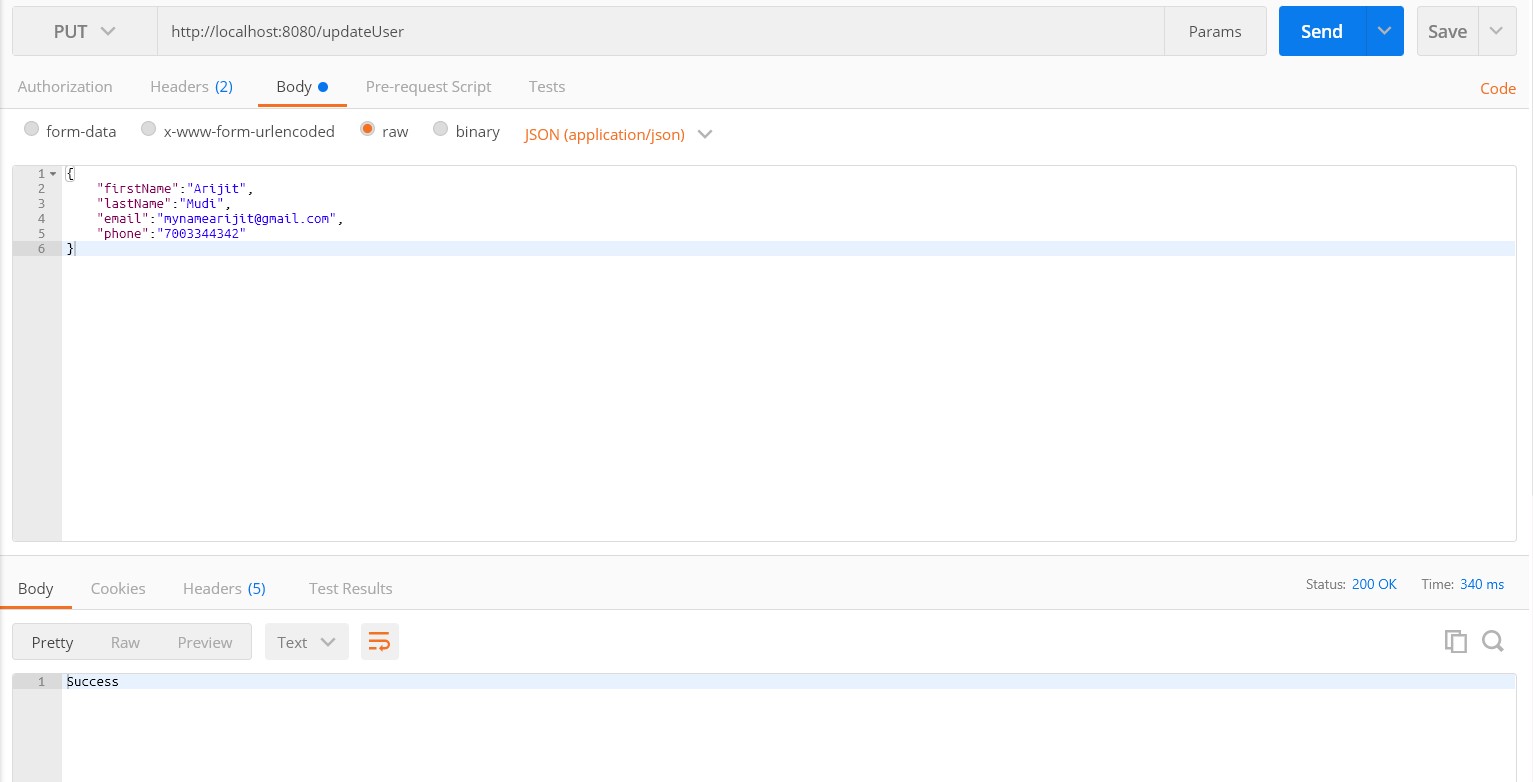 PUT http://localhost:8080/updateUser Params Send Save
Authorization Headers (2) Body Pre-request Script Tests Code
form-data x-www-form-urlencoded raw binary JSON (application/json)
1 {
2 "firstName":"Arijit",
3 "lastName":"Mudi",
4 "email":"mynamearijit@gmail.com",
5 "phone":"7003344342"
6 }
Body Cookies Headers (5) Test Results Status: 200 OK Time: 340 ms
Pretty Raw Preview Text
1 Success